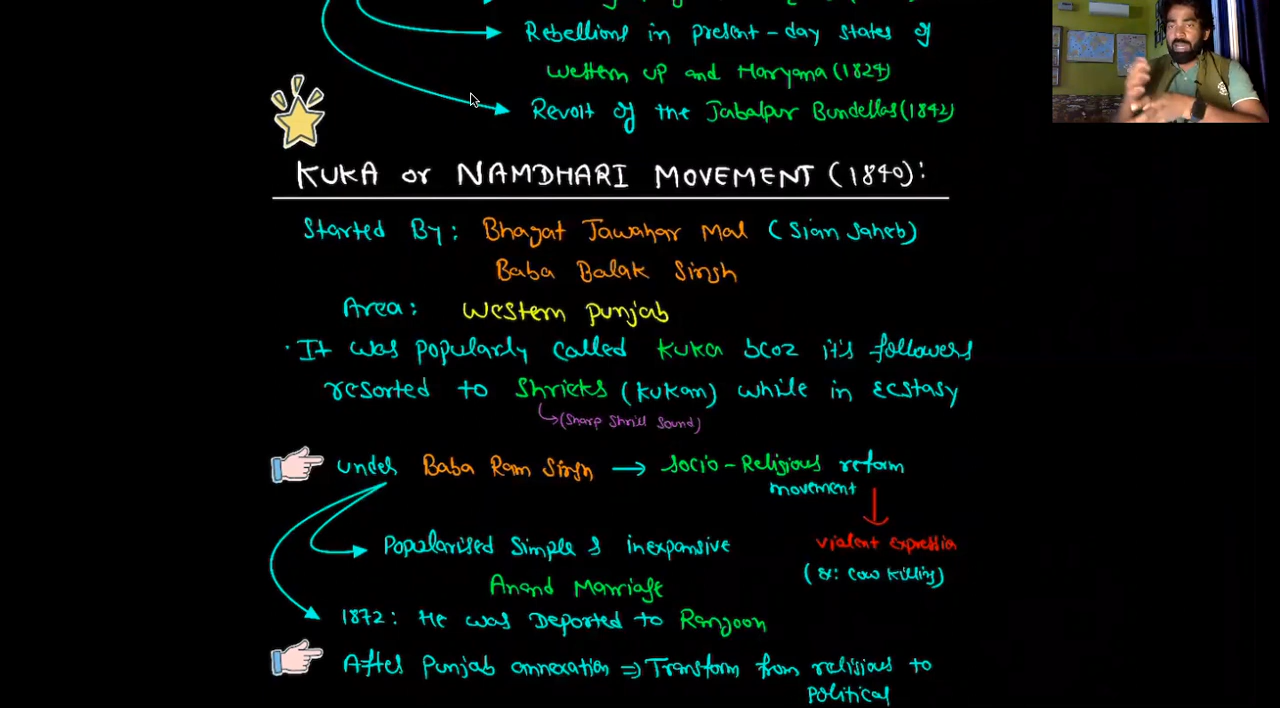 Rebellions in present-day states of
Western UP and Haryana (1824)
Revolt of the Jabalpur Bundellas (1842)
KUKA or NAMDHARI MOVEMENT (1840):
Started By: Bhagat Jawahar Mal (Sian Saheb)
Baba Balak Singh
Area: Western Punjab
· It was popularly called KUKA bcoz it's followers
resorted to Shrieks (kukan) while in Ecstasy
(Sharp Shrill Sound)
Under Baba Ram Singh → Socio-Religious reform
movement
Popularised Simple & inexpansive
Anand Marriage
violent expression
(Ex: Cow killing)
1872: He was Deported to Rangoon
After Punjab annexation ⇒ Transform from religious to
political